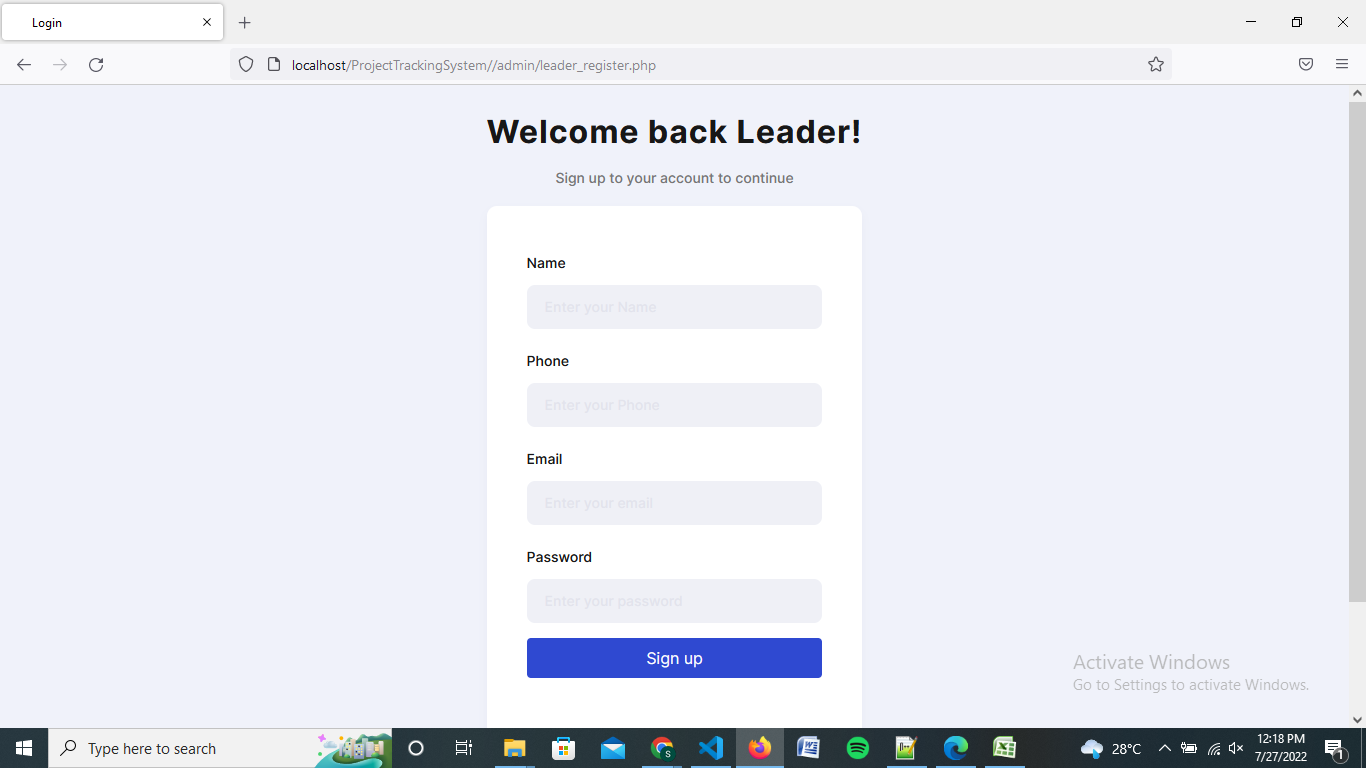 Login
localhost/ProjectTrackingSystem//admin/leader_register.php
Welcome back Leader!
Sign up to your account to continue
Name
Enter your Name
Phone
Enter your Phone
Email
Enter your email
Password
Enter your password
Sign up
Activate Windows
Go to Settings to activate Windows.
Type here to search
28°C
12:18 PM
7/27/2022
1